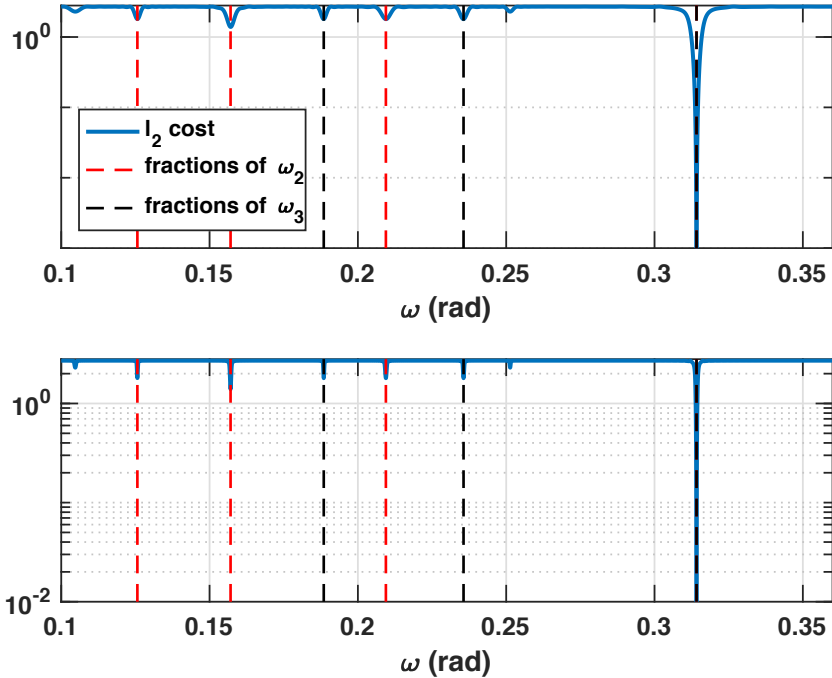 10^0
l_2 cost
fractions of ω_2
fractions of ω_3
0.1 0.15 0.2 0.25 0.3 0.35
ω (rad)
10^0
10^-2
0.1 0.15 0.2 0.25 0.3 0.35
ω (rad)